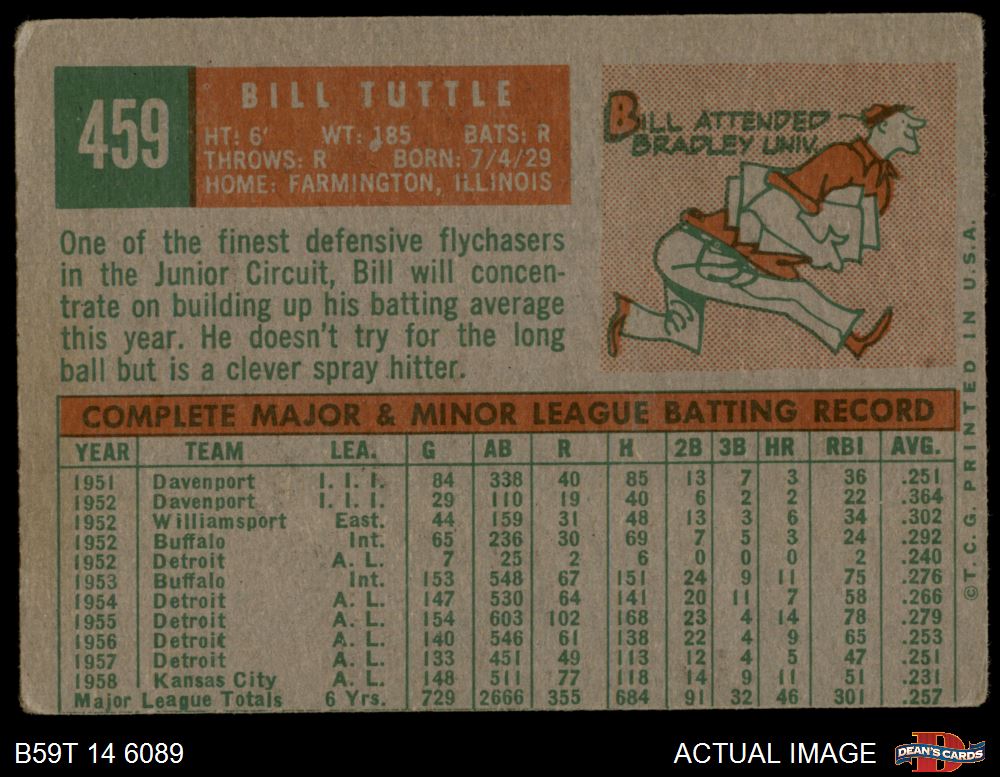 459
BILL TUTTLE
HT: 6' WT: 185 BATS: R
THROWS: R BORN: 7/4/29
HOME: FARMINGTON, ILLINOIS
One of the finest defensive flychasers
in the Junior Circuit, Bill will concen-
trate on building up his batting average
this year. He doesn't try for the long
ball but is a clever spray hitter.
BILL ATTENDED
BRADLEY UNIV.
COMPLETE MAJOR & MINOR LEAGUE BATTING RECORD
YEAR TEAM LEA. G AB R H 2B 3B HR RBI AVG.
1951 Davenport I. I. I. 84 338 40 85 13 7 3 36 .251
1952 Davenport I. I. I. 29 110 19 40 6 2 2 22 .364
1952 Williamsport East. 44 159 31 48 13 3 6 34 .302
1952 Buffalo Int. 65 236 30 69 7 5 3 24 .292
1952 Detroit A. L. 7 25 2 6 0 0 0 2 .240
1953 Buffalo Int. 153 548 67 151 24 9 11 75 .276
1954 Detroit A. L. 147 530 64 141 20 11 7 58 .266
1955 Detroit A. L. 154 603 102 168 23 4 14 78 .279
1956 Detroit A. L. 140 546 61 138 22 4 9 65 .253
1957 Detroit A. L. 133 451 49 113 12 4 5 47 .251
1958 Kansas City A. L. 148 511 77 118 14 9 11 51 .231
Major League Totals 6 Yrs. 729 2666 355 684 91 32 46 301 .257
© T. C. G. PRINTED IN U.S.A.
B59T 14 6089
ACTUAL IMAGE
D
DEAN'S CARDS